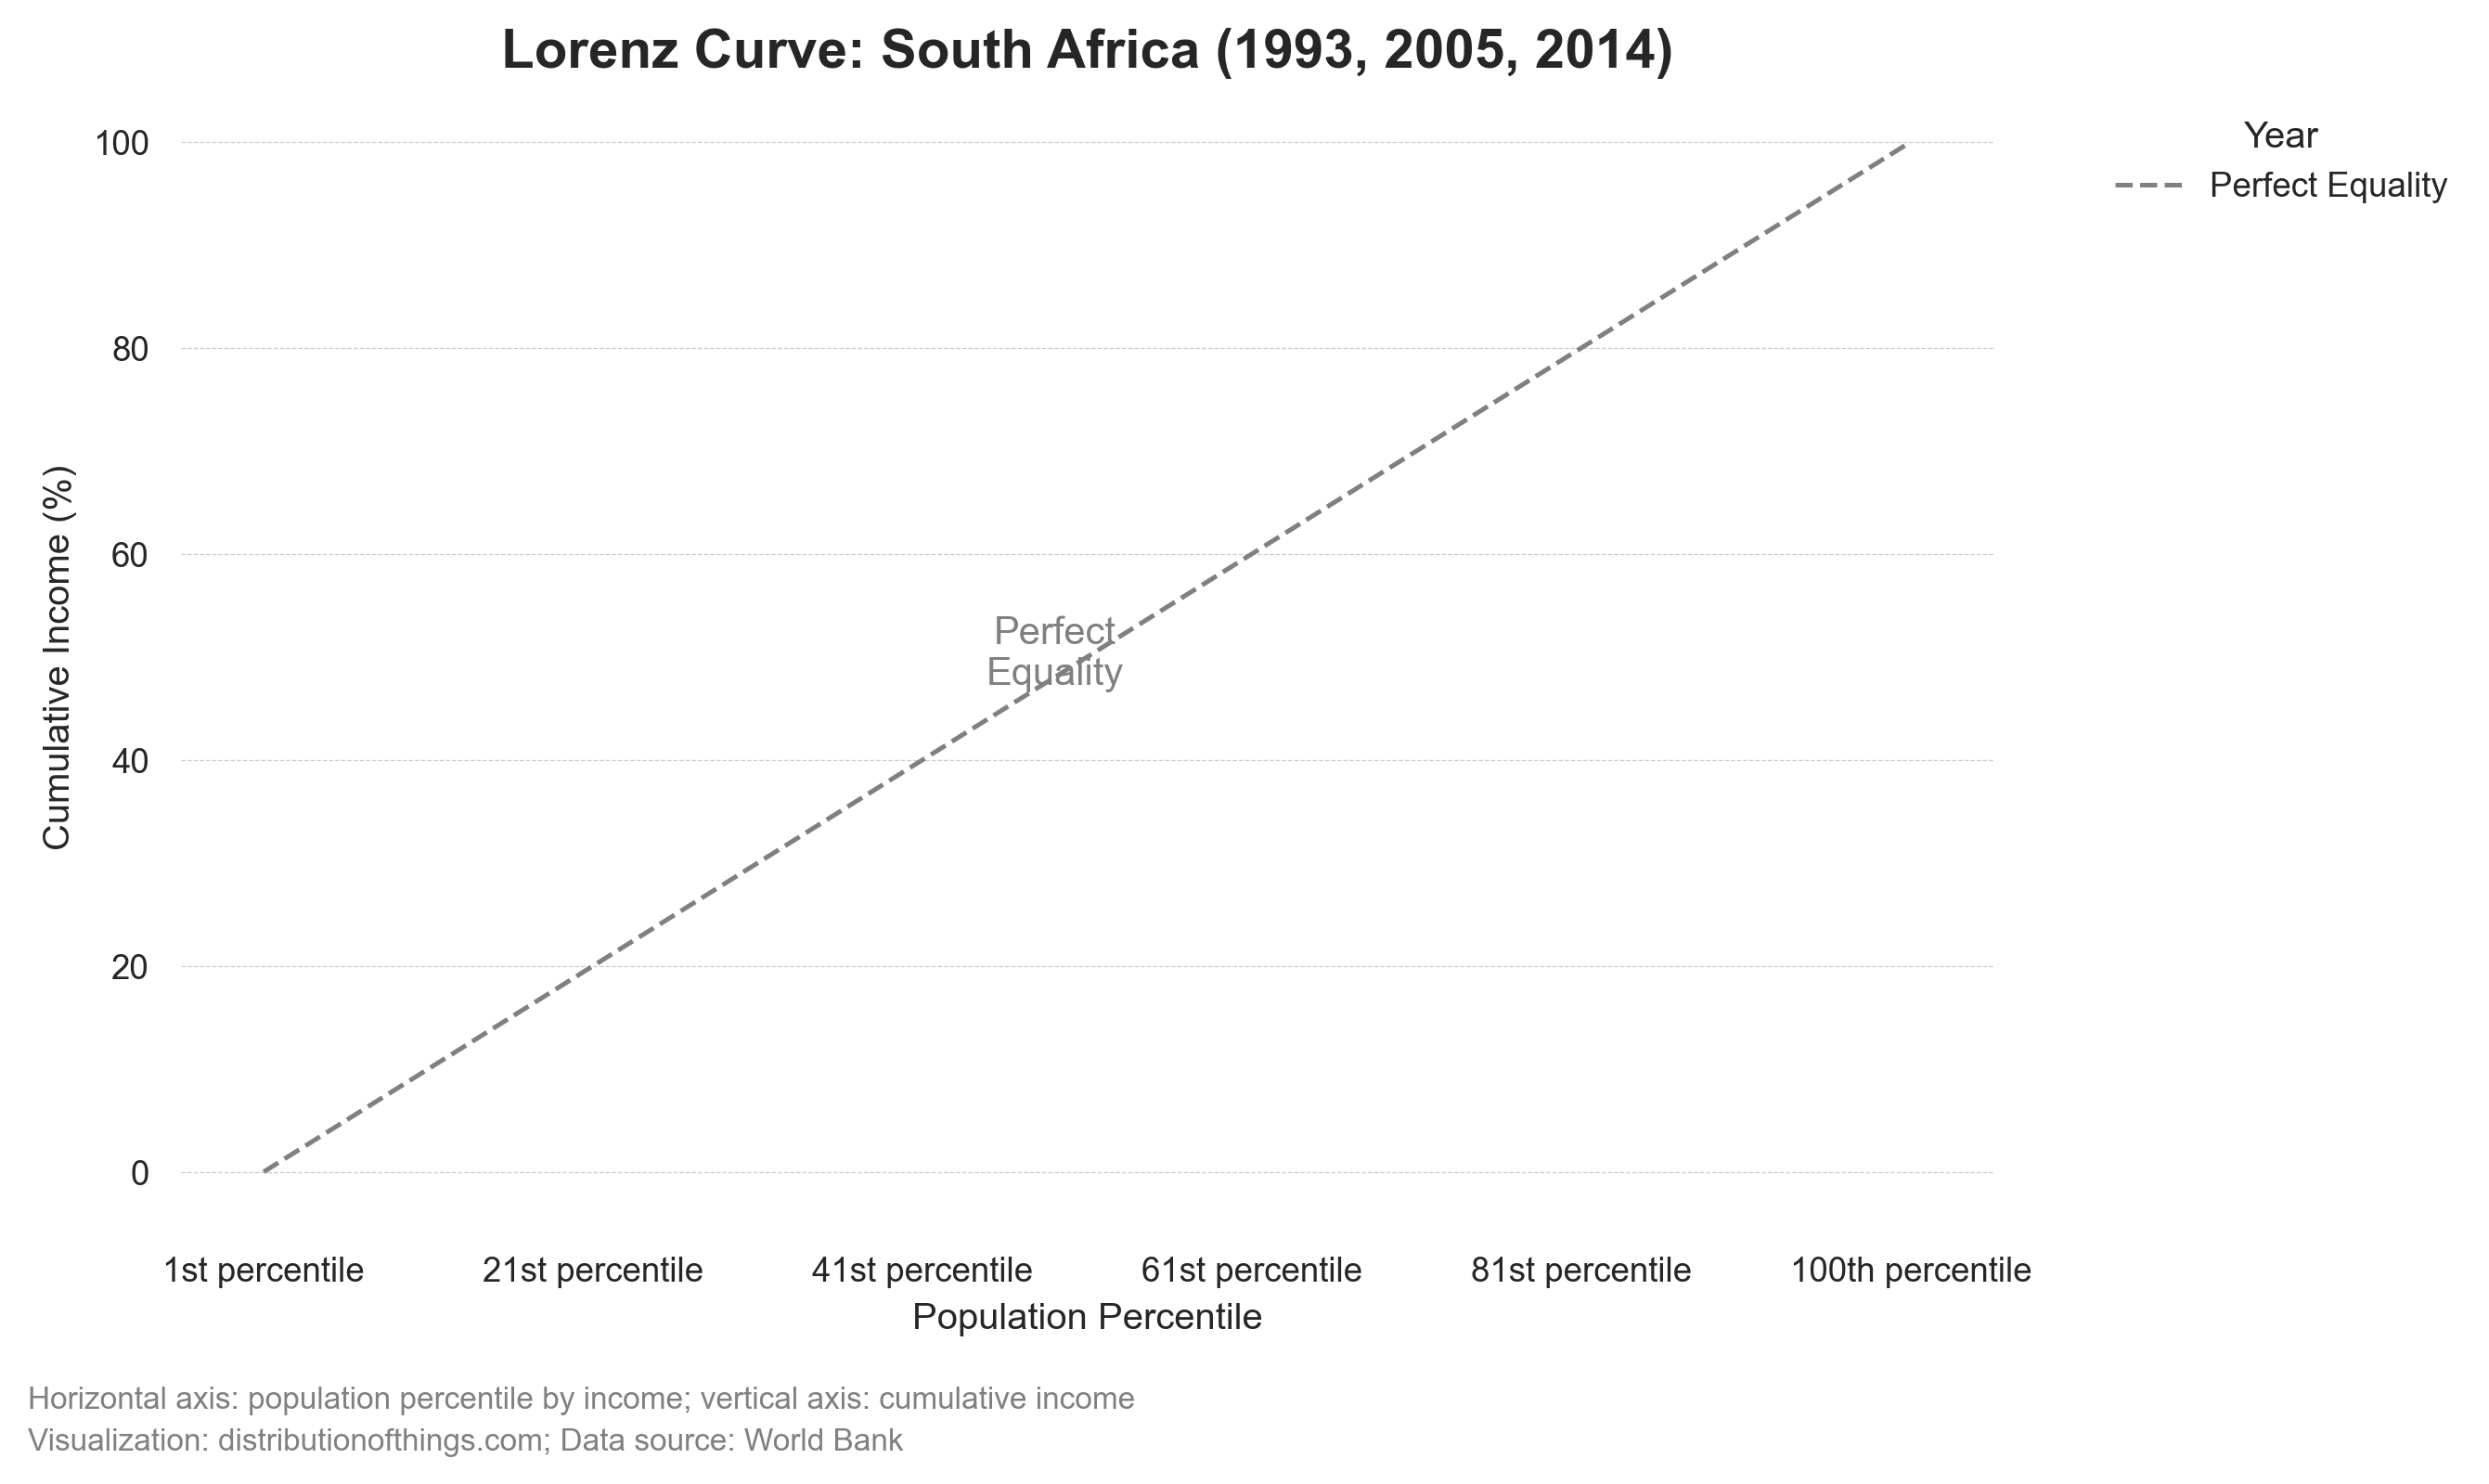 Lorenz Curve: South Africa (1993, 2005, 2014)
Year
Perfect Equality
100
80
60
40
20
0
Cumulative Income (%)
Perfect
Equality
1st percentile 21st percentile 41st percentile 61st percentile 81st percentile 100th percentile
Population Percentile
Horizontal axis: population percentile by income; vertical axis: cumulative income
Visualization: distributionofthings.com; Data source: World Bank